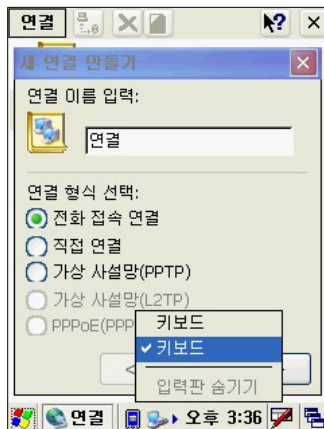 연결
새 연결 만들기
연결 이름 입력:
연결
연결 형식 선택:
전화 접속 연결
직접 연결
가상 사설망(PPTP)
가상 사설망(L2TP)
PPPoE(PPP
키보드
키보드
입력판 숨기기
연결 오후 3:36